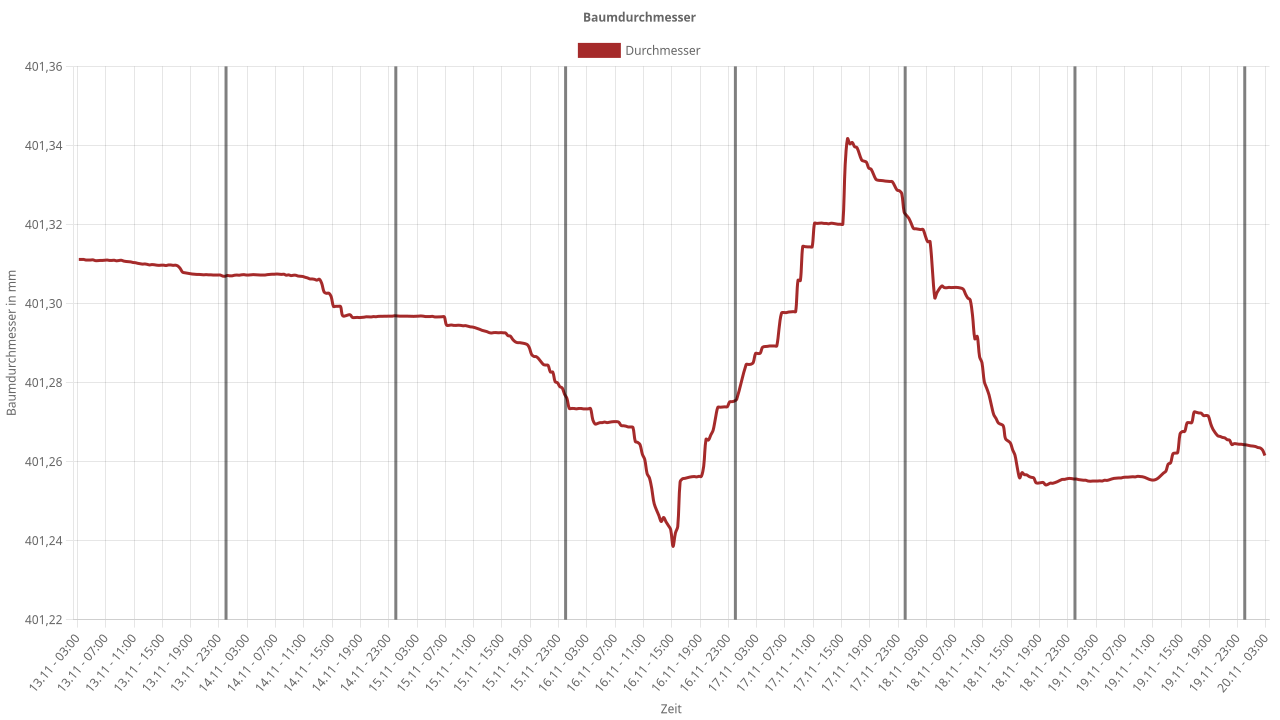 Baumdurchmesser
Durchmesser
401,36
401,34
401,32
401,30
401,28
401,26
401,24
401,22
Baumdurchmesser in mm
13.11 - 03:00
13.11 - 07:00
13.11 - 11:00
13.11 - 15:00
13.11 - 19:00
13.11 - 23:00
14.11 - 03:00
14.11 - 07:00
14.11 - 11:00
14.11 - 15:00
14.11 - 19:00
14.11 - 23:00
15.11 - 03:00
15.11 - 07:00
15.11 - 11:00
15.11 - 15:00
15.11 - 19:00
15.11 - 23:00
16.11 - 03:00
16.11 - 07:00
16.11 - 11:00
16.11 - 15:00
16.11 - 19:00
16.11 - 23:00
17.11 - 03:00
17.11 - 07:00
17.11 - 11:00
17.11 - 15:00
17.11 - 19:00
17.11 - 23:00
18.11 - 03:00
18.11 - 07:00
18.11 - 11:00
18.11 - 15:00
18.11 - 19:00
18.11 - 23:00
19.11 - 03:00
19.11 - 07:00
19.11 - 11:00
19.11 - 15:00
19.11 - 19:00
19.11 - 23:00
20.11 - 03:00
Zeit